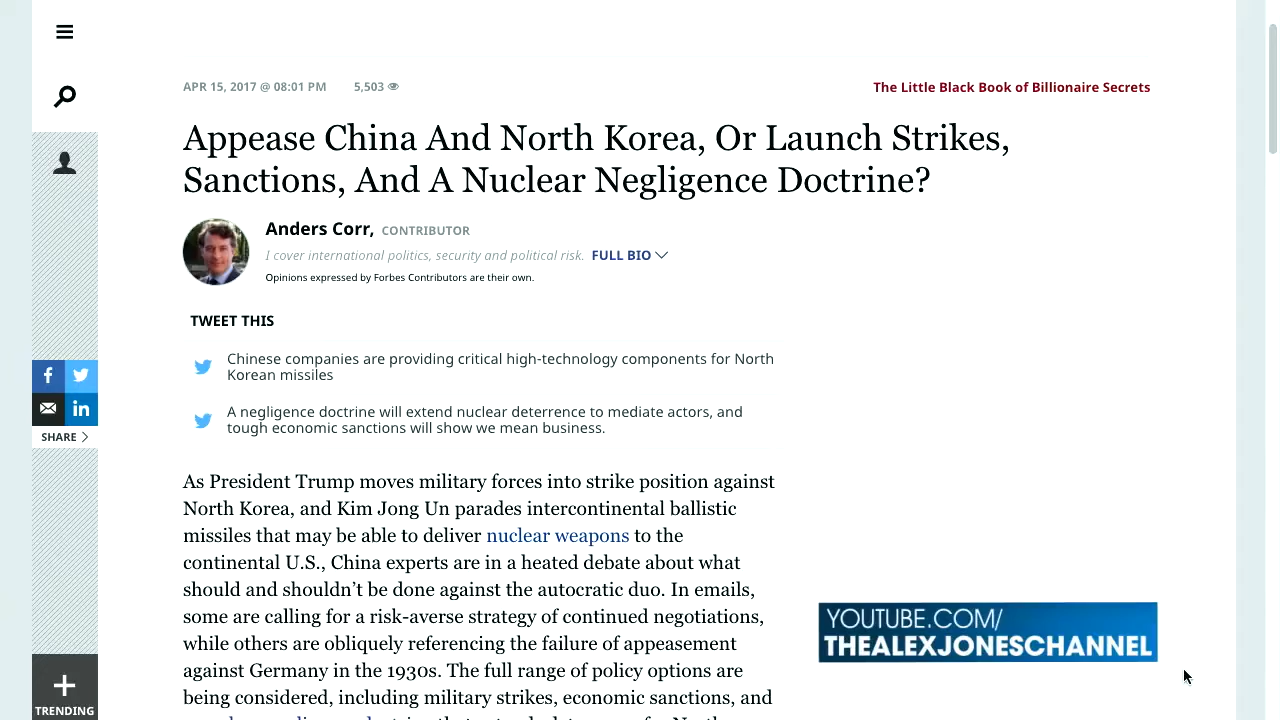 APR 15, 2017 @ 08:01 PM 5,503
The Little Black Book of Billionaire Secrets
Appease China And North Korea, Or Launch Strikes,
Sanctions, And A Nuclear Negligence Doctrine?
Anders Corr, CONTRIBUTOR
I cover international politics, security and political risk. FULL BIO
Opinions expressed by Forbes Contributors are their own.
TWEET THIS
Chinese companies are providing critical high-technology components for North
Korean missiles
A negligence doctrine will extend nuclear deterrence to mediate actors, and
tough economic sanctions will show we mean business.
SHARE
As President Trump moves military forces into strike position against
North Korea, and Kim Jong Un parades intercontinental ballistic
missiles that may be able to deliver nuclear weapons to the
continental U.S., China experts are in a heated debate about what
should and shouldn’t be done against the autocratic duo. In emails,
some are calling for a risk-averse strategy of continued negotiations,
while others are obliquely referencing the failure of appeasement
against Germany in the 1930s. The full range of policy options are
being considered, including military strikes, economic sanctions, and
YOUTUBE.COM/
THEALEXJONESCHANNEL
TRENDING